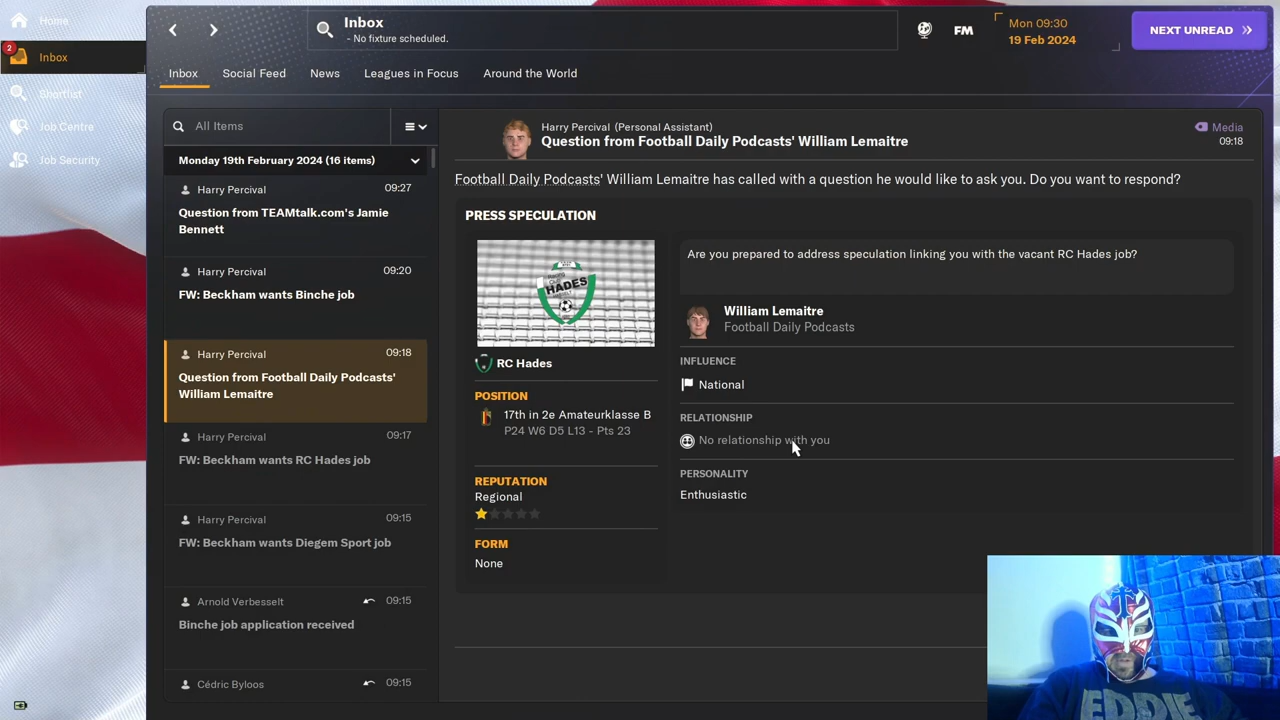 Home
2
Inbox
Shortlist
Job Centre
Job Security
Inbox
- No fixture scheduled.
FM
Mon 09:30
19 Feb 2024
NEXT UNREAD
Inbox
Social Feed
News
Leagues in Focus
Around the World
All Items
Monday 19th February 2024 (16 items)
Harry Percival
09:27
Question from TEAMtalk.com's Jamie
Bennett
Harry Percival
09:20
FW: Beckham wants Binche job
Harry Percival
09:18
Question from Football Daily Podcasts'
William Lemaitre
Harry Percival
09:17
FW: Beckham wants RC Hades job
Harry Percival
09:15
FW: Beckham wants Diegem Sport job
Arnold Verbesselt
09:15
Binche job application received
Cédric Byloos
09:15
Harry Percival (Personal Assistant)
Question from Football Daily Podcasts' William Lemaitre
Media
09:18
Football Daily Podcasts' William Lemaitre has called with a question he would like to ask you. Do you want to respond?
PRESS SPECULATION
HADES
RC Hades
POSITION
17th in 2e Amateurklasse B
P24 W6 D5 L13 - Pts 23
REPUTATION
Regional
FORM
None
Are you prepared to address speculation linking you with the vacant RC Hades job?
William Lemaitre
Football Daily Podcasts
INFLUENCE
National
RELATIONSHIP
No relationship with you
PERSONALITY
Enthusiastic
EDDIE